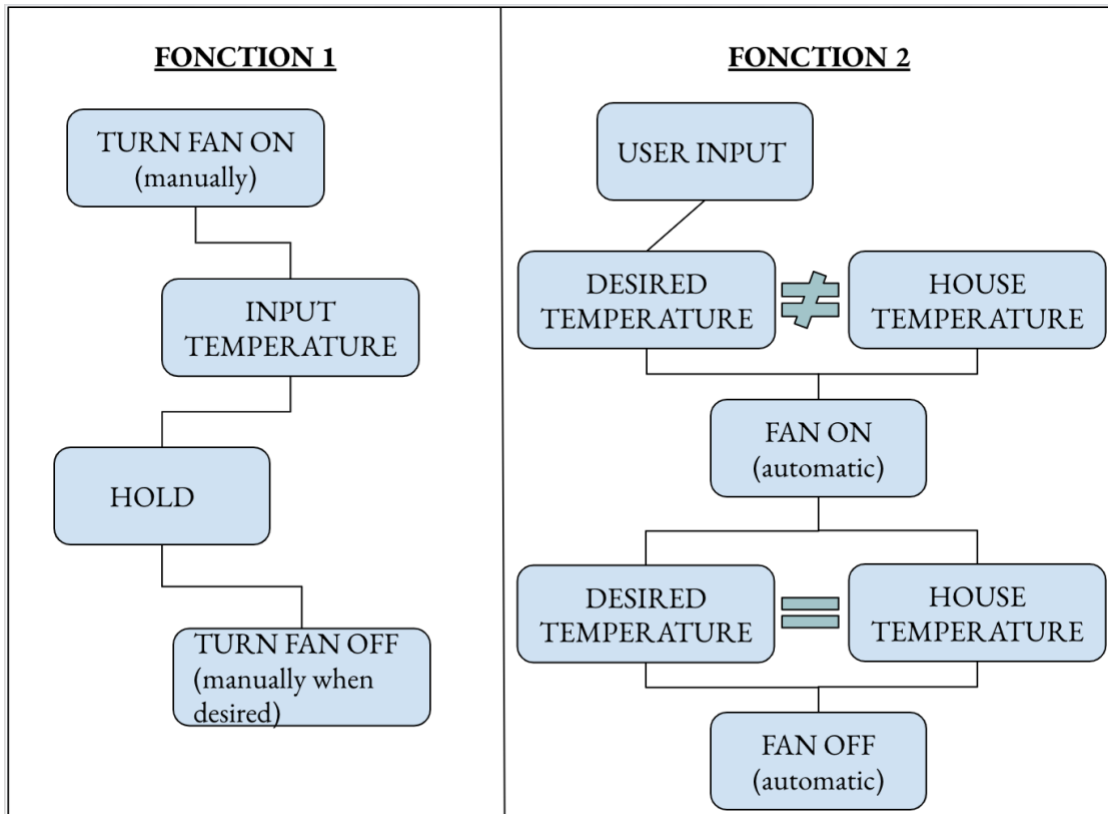 FONCTION 1
TURN FAN ON
(manually)
INPUT
TEMPERATURE
HOLD
TURN FAN OFF
(manually when
desired)
FONCTION 2
USER INPUT
DESIRED
TEMPERATURE
≠
HOUSE
TEMPERATURE
FAN ON
(automatic)
DESIRED
TEMPERATURE
=
HOUSE
TEMPERATURE
FAN OFF
(automatic)